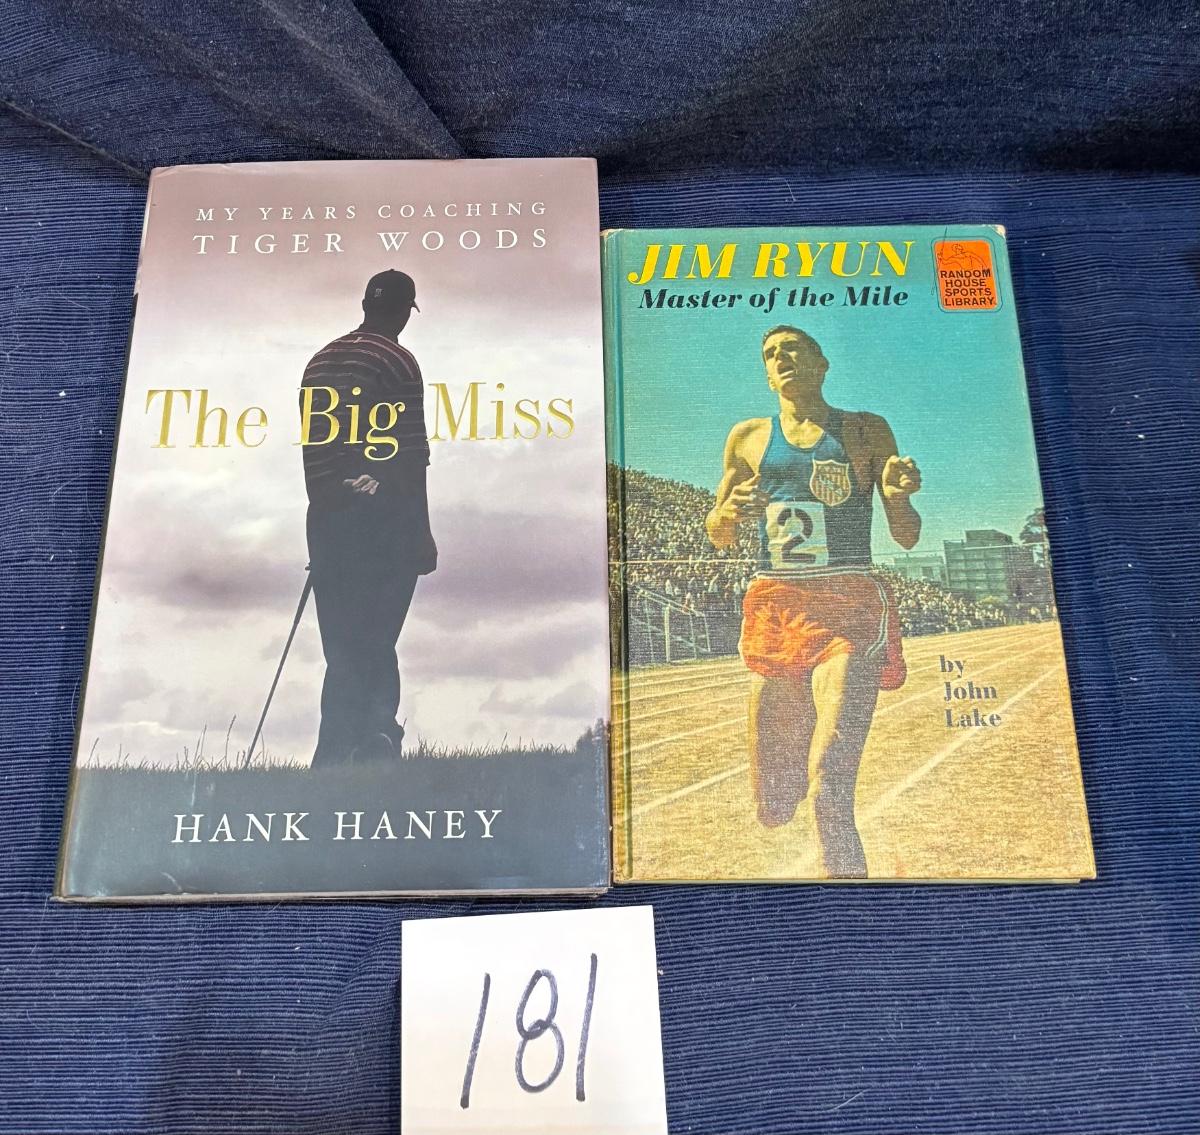 MY YEARS COACHING
TIGER WOODS
The Big Miss
HANK HANEY
JIM RYUN
Master of the Mile
RANDOM
HOUSE
SPORTS
LIBRARY
2
by
John
Lake
181